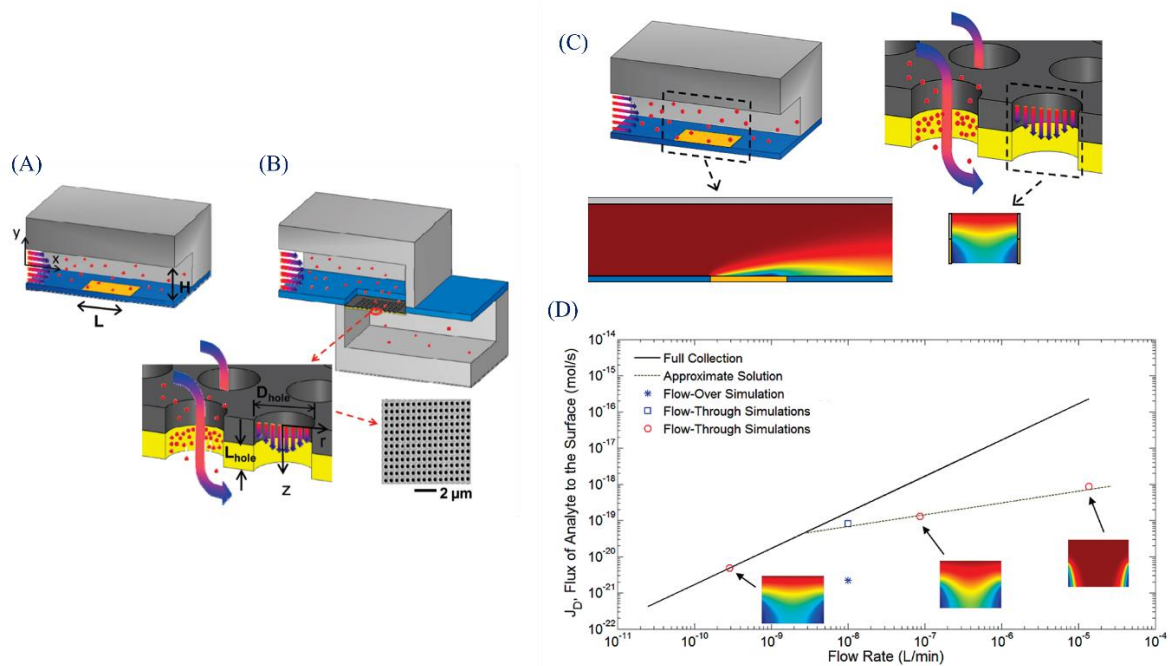 (A)
y
x
H
L
(B)
D_hole
r
L_hole
z
2 μm
(C)
(D)
J_D, Flux of Analyte to the Surface (mol/s)
10^-14
10^-15
10^-16
10^-17
10^-18
10^-19
10^-20
10^-21
10^-22
Full Collection
Approximate Solution
Flow-Over Simulation
Flow-Through Simulations
Flow-Through Simulations
10^-11
10^-10
10^-9
10^-8
10^-7
10^-6
10^-5
10^-4
Flow Rate (L/min)